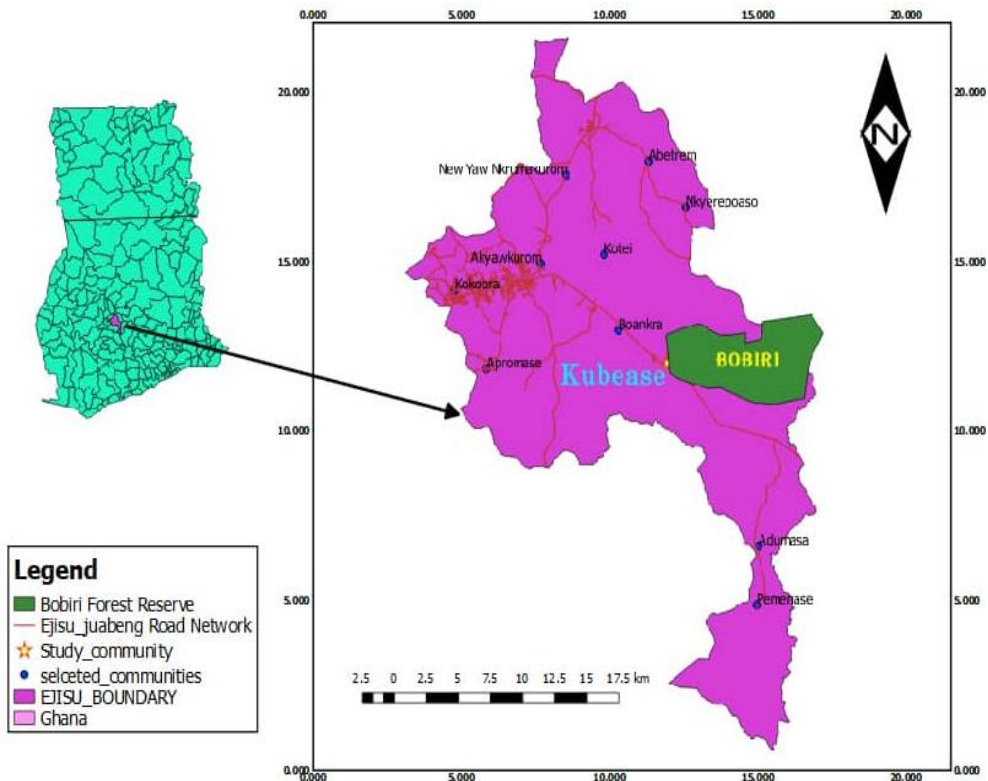 0.000 5.000 10.000 15.000 20.000
20.000 20.000
N
Abetrem
New Yaw Nkrumakurom
Nkyerepoaso
Kutei
15.000 Akyawkurom 15.000
Kokobra
Boankra
BOBIRI
Apromase
Kubease
10.000 10.000
Adumasa
Legend
Bobiri Forest Reserve
Ejisu_juabeng Road Network
Study_community
selceted_communities
EJISU_BOUNDARY
Ghana
5.000 Pemenase 5.000
2.5 0 2.5 5 7.5 10 12.5 15 17.5 km
0.000 0.000
0.000 5.000 10.000 15.000 20.000